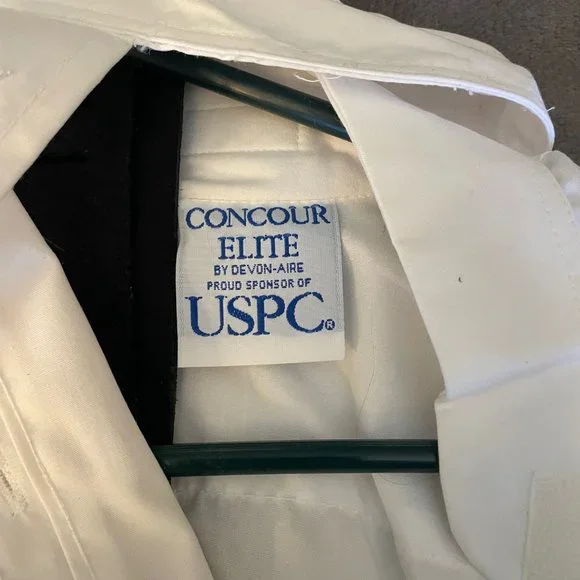 CONCOUR
ELITE
BY DEVON-AIRE
PROUD SPONSOR OF
USPC®